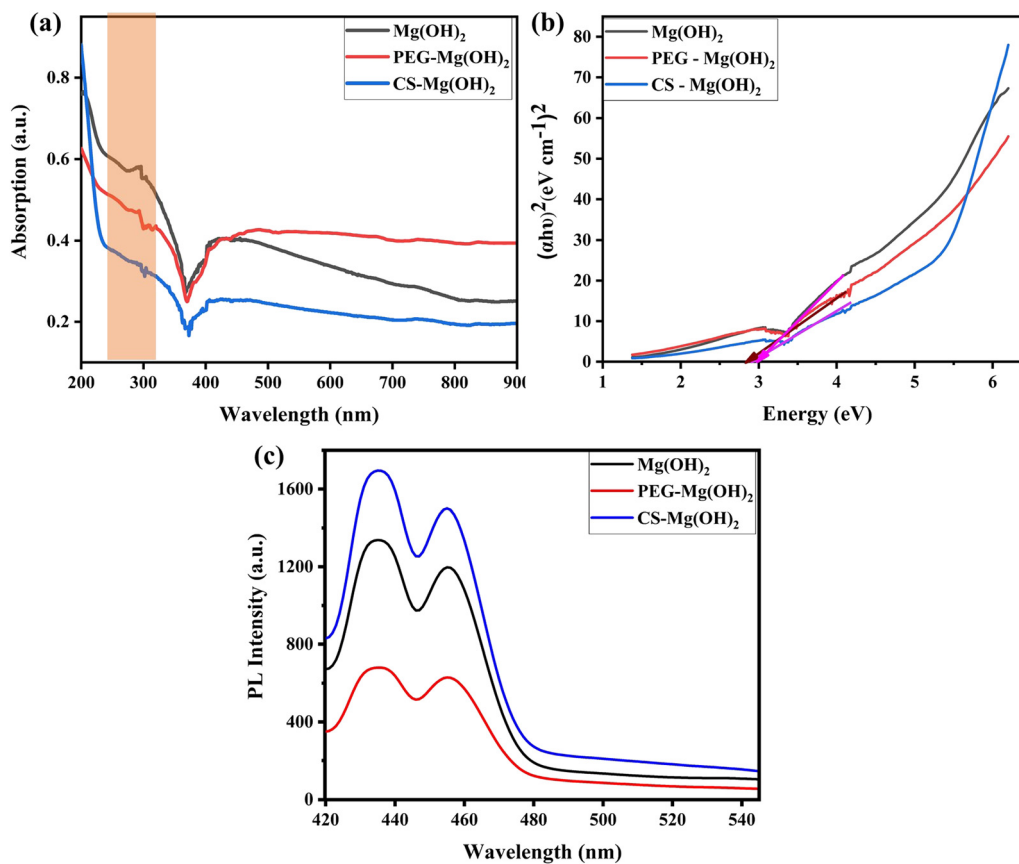 (a)
Mg(OH)₂
PEG-Mg(OH)₂
CS-Mg(OH)₂
Absorption (a.u.)
0.8
0.6
0.4
0.2
200 300 400 500 600 700 800 900
Wavelength (nm)
(b)
Mg(OH)₂
PEG - Mg(OH)₂
CS - Mg(OH)₂
(αhυ)² (eV cm⁻¹)²
80
70
60
50
40
30
20
10
0
1 2 3 4 5 6
Energy (eV)
(c)
Mg(OH)₂
PEG-Mg(OH)₂
CS-Mg(OH)₂
PL Intensity (a.u.)
1600
1200
800
400
0
420 440 460 480 500 520 540
Wavelength (nm)